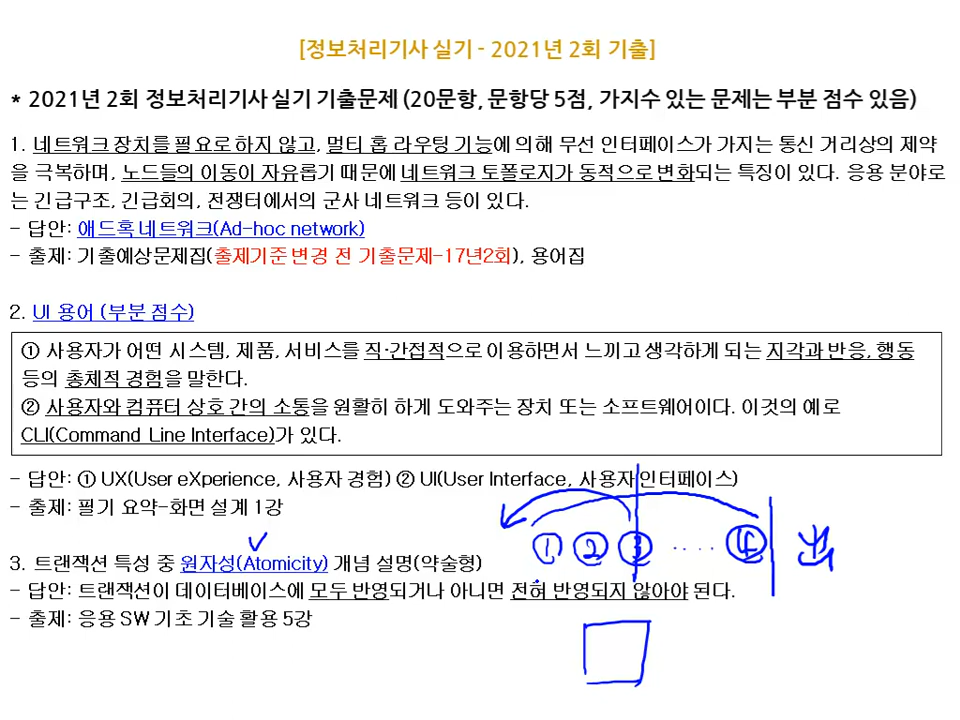 [정보처리기사 실기 - 2021년 2회 기출]
* 2021년 2회 정보처리기사 실기 기출문제 (20문항, 문항당 5점, 가지수 있는 문제는 부분 점수 있음)
1. 네트워크 장치를 필요로 하지 않고, 멀티 홉 라우팅 기능에 의해 무선 인터페이스가 가지는 통신 거리상의 제약
을 극복하며, 노드들의 이동이 자유롭기 때문에 네트워크 토폴로지가 동적으로 변화되는 특징이 있다. 응용 분야로
는 긴급구조, 긴급회의, 전쟁터에서의 군사 네트워크 등이 있다.
- 답안: 애드혹 네트워크(Ad-hoc network)
- 출제: 기출예상문제집(출제기준 변경 전 기출문제-17년2회), 용어집
2. UI 용어 (부분 점수)
① 사용자가 어떤 시스템, 제품, 서비스를 직·간접적으로 이용하면서 느끼고 생각하게 되는 지각과 반응, 행동
등의 총체적 경험을 말한다.
② 사용자와 컴퓨터 상호 간의 소통을 원활히 하게 도와주는 장치 또는 소프트웨어이다. 이것의 예로
CLI(Command Line Interface)가 있다.
- 답안: ① UX(User eXperience, 사용자 경험) ② UI(User Interface, 사용자 인터페이스)
- 출제: 필기 요약-화면 설계 1강
① ② ③ .... ④
3. 트랜잭션 특성 중 원자성(Atomicity) 개념 설명(약술형)
- 답안: 트랜잭션이 데이터베이스에 모두 반영되거나 아니면 전혀 반영되지 않아야 된다.
- 출제: 응용 SW 기초 기술 활용 5강